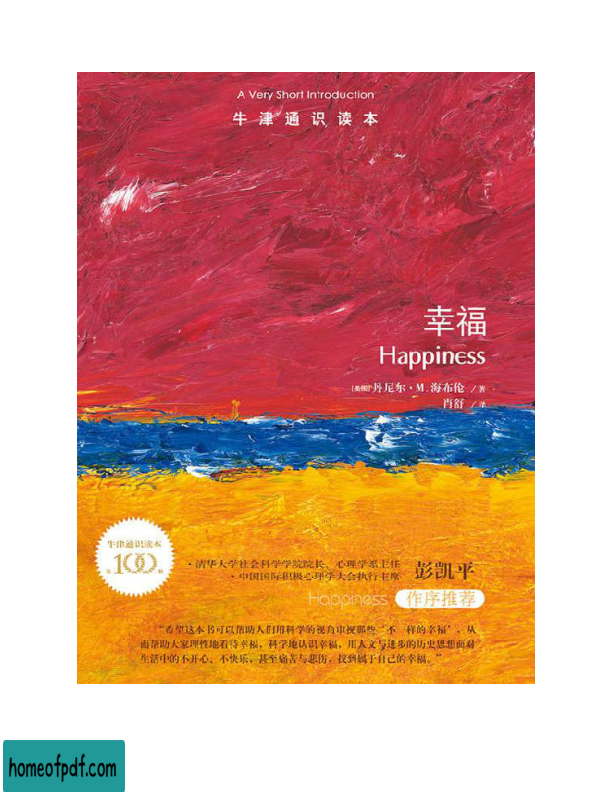 A Very Short Introduction
牛津通识读本
幸福
Happiness
[美国]丹尼尔·M.海布伦 / 著
肖舒 / 译
牛津通识读本
100
·清华大学社会科学学院院长、心理学系主任
·中国国际积极心理学大会执行主席
彭凯平
Happiness
作序推荐
“希望这本书可以帮助人们用科学的视角审视那些“不一样的幸福”，从
而帮助大家理性地看待幸福，科学地认识幸福，用人文与进步的历史思想面对
生活中的不开心、不快乐，甚至痛苦与悲伤，找到属于自己的幸福。”
homeofpdf.com